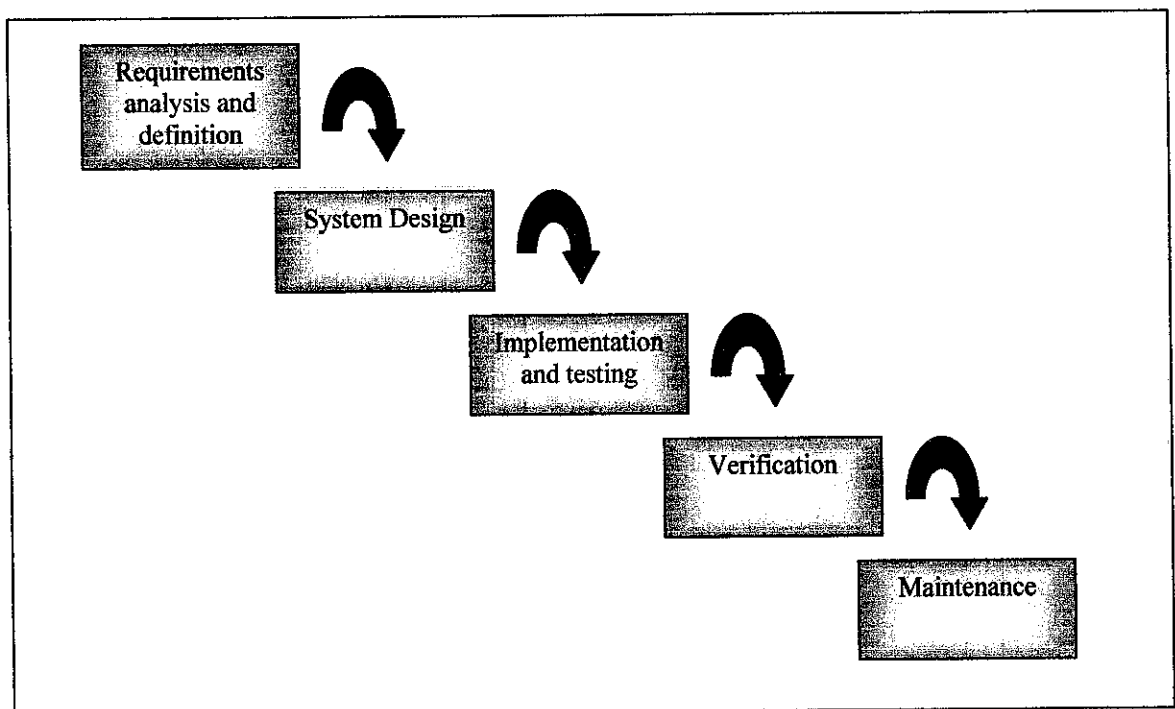 Requirements
analysis and
definition
System Design
Implementation
and testing
Verification
Maintenance